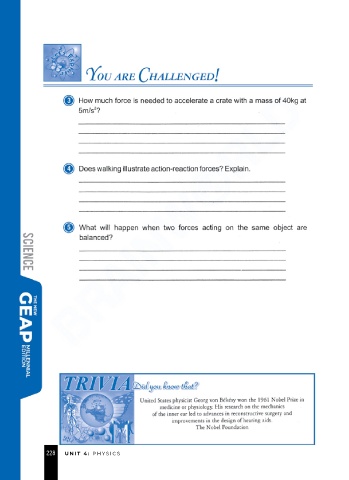 YOU ARE CHALLENGED!
3 How much force is needed to accelerate a crate with a mass of 40kg at
5m/s²?
4 Does walking illustrate action-reaction forces? Explain.
5 What will happen when two forces acting on the same object are
balanced?
SCIENCE
THE NEW
GEAP
MILLENNIAL
EDITION
TRIVIA Did you know that?
United States physicist Georg von Békésy won the 1961 Nobel Prize in
medicine or physiology. His research on the mechanics
of the inner ear led to advances in reconstructive surgery and
improvements in the design of hearing aids.
The Nobel Foundation
228 UNIT 4: PHYSICS